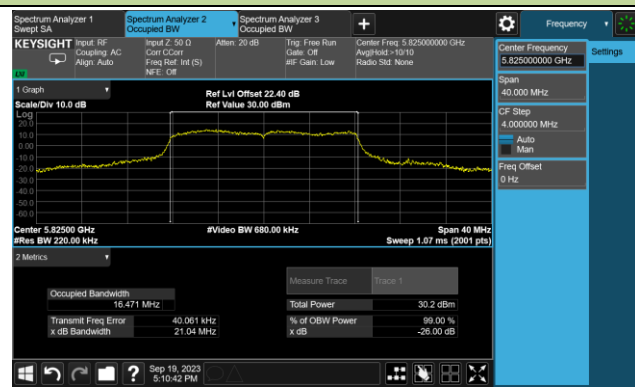 Spectrum Analyzer 1
Swept SA
Spectrum Analyzer 2
Occupied BW
Spectrum Analyzer 3
Occupied BW
+
Frequency
KEYSIGHT
LXI
Input: RF
Coupling: AC
Align: Auto
Input Z: 50 Ω
Corr CCorr
Freq Ref: Int (S)
NFE: Off
Atten: 20 dB
Trig: Free Run
Gate: Off
#IF Gain: Low
Center Freq: 5.825000000 GHz
Avg|Hold:>10/10
Radio Std: None
Center Frequency
5.825000000 GHz
Settings
Span
40.000 MHz
CF Step
4.000000 MHz
Auto
Man
Freq Offset
0 Hz
1 Graph
Scale/Div 10.0 dB
Ref Lvl Offset 22.40 dB
Ref Value 30.00 dBm
Log
20.0
10.0
0.00
-10.0
-20.0
-30.0
-40.0
-50.0
-60.0
Center 5.82500 GHz
#Res BW 220.00 kHz
#Video BW 680.00 kHz
Span 40 MHz
Sweep 1.07 ms (2001 pts)
2 Metrics
Measure Trace
Trace 1
Occupied Bandwidth
16.471 MHz
Total Power
30.2 dBm
Transmit Freq Error
40.061 kHz
% of OBW Power
99.00 %
x dB Bandwidth
21.04 MHz
x dB
-26.00 dB
?
Sep 19, 2023
5:10:42 PM